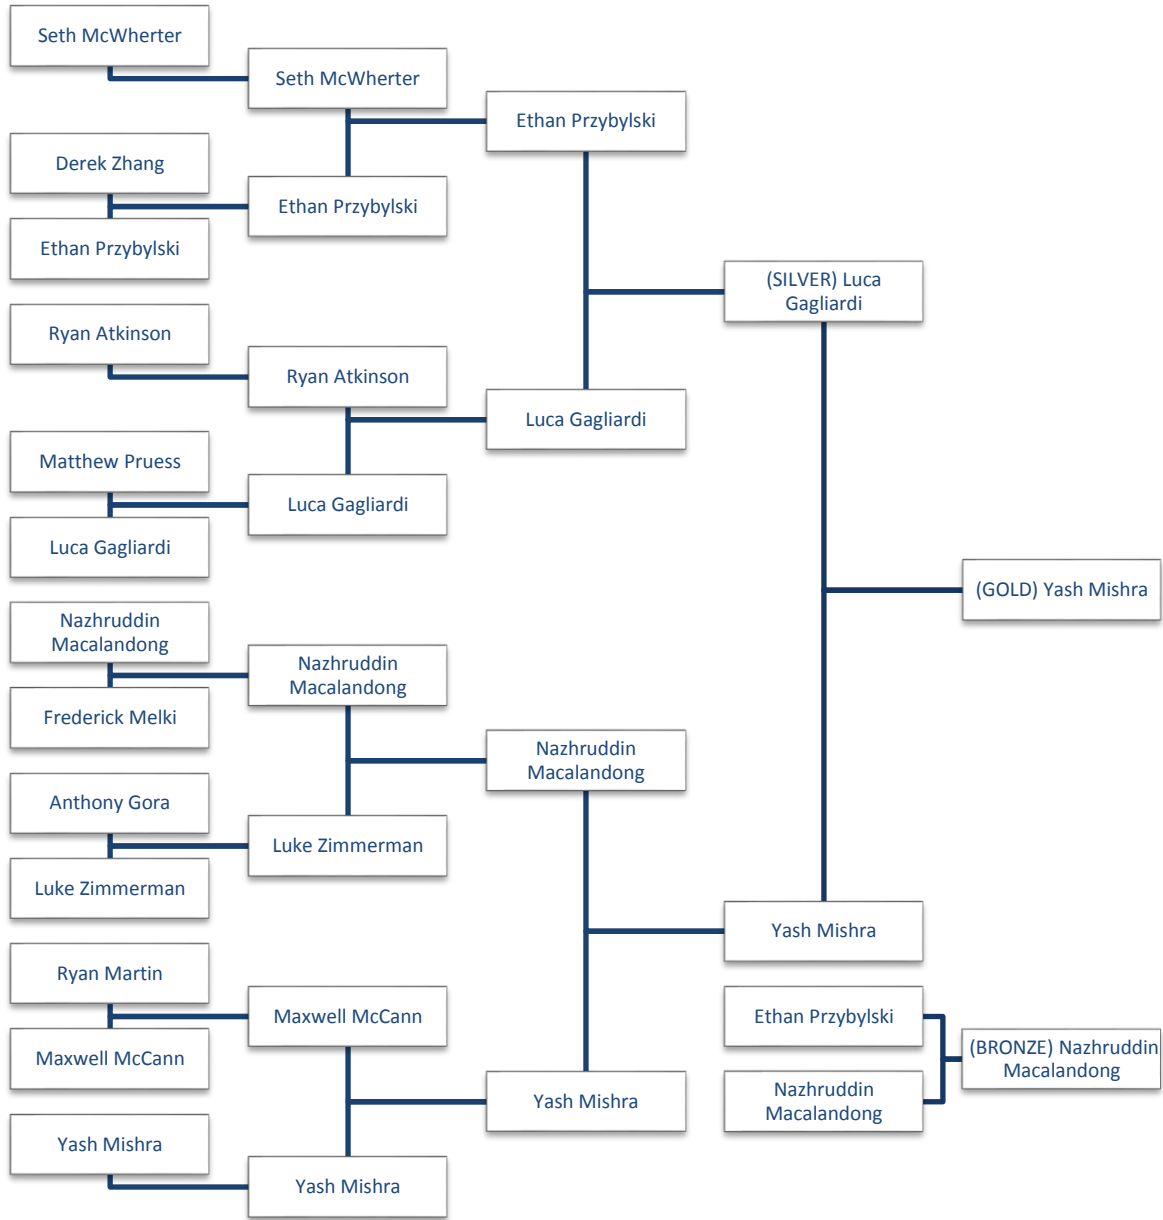 Seth McWherter
Seth McWherter
Ethan Przybylski
Derek Zhang
Ethan Przybylski
Ethan Przybylski
(SILVER) Luca
Gagliardi
Ryan Atkinson
Ryan Atkinson
Luca Gagliardi
Matthew Pruess
Luca Gagliardi
Luca Gagliardi
(GOLD) Yash Mishra
Nazhruddin
Macalandong
Nazhruddin
Macalandong
Frederick Melki
Nazhruddin
Macalandong
Anthony Gora
Luke Zimmerman
Luke Zimmerman
Yash Mishra
Ryan Martin
Maxwell McCann
Ethan Przybylski
Maxwell McCann
(BRONZE) Nazhruddin
Macalandong
Yash Mishra
Nazhruddin
Macalandong
Yash Mishra
Yash Mishra